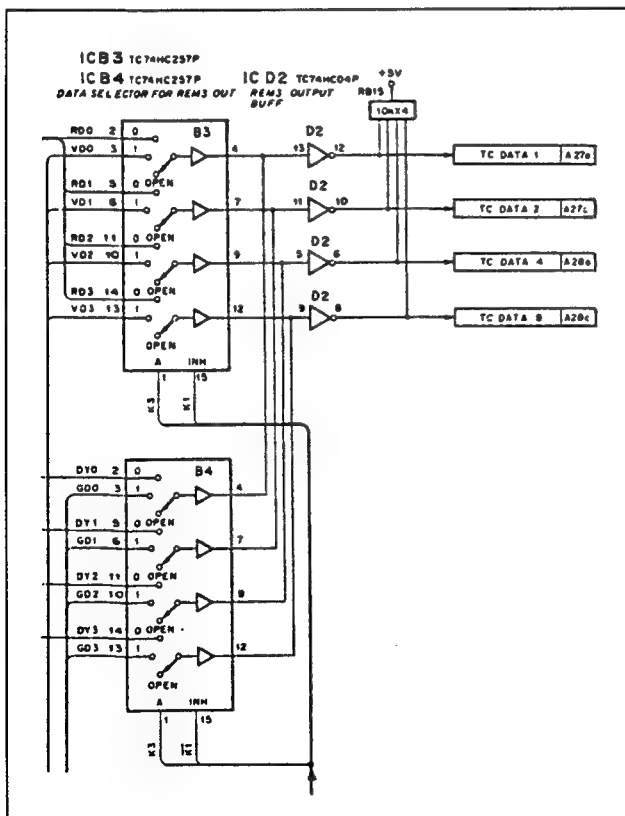 ICB3 TC74HC257P
ICB4 TC74HC257P
DATA SELECTOR FOR REM3 OUT
IC D2 TC74HC04P
REM3 OUTPUT
BUFF
+5V
RB15
10K×4
B3
RD0 2 0
VD0 3 1
OPEN
RD1 5 0
VD1 6 1
OPEN
RD2 11 0
VD2 10 1
OPEN
RD3 14 0
VD3 13 1
OPEN
4
7
9
12
A INH
1 15
K3 K1
D2
13 12
D2
11 10
D2
5 6
D2
9 8
TC DATA 1 A27a
TC DATA 2 A27c
TC DATA 4 A28a
TC DATA 8 A28c
B4
DY0 2 0
GD0 3 1
OPEN
DY1 5 0
GD1 6 1
OPEN
DY2 11 0
GD2 10 1
OPEN
DY3 14 0
GD3 13 1
OPEN
4
7
9
12
A INH
1 15
K3 K1